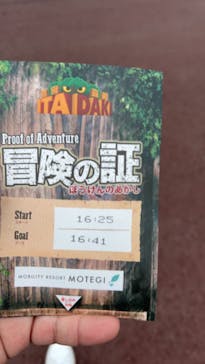 ITADAKI
Proof of Adventure
冒険の証
ぼうけんのあかし
Start
16:25
Goal
16:41
MOBILITY RESORT MOTEGI